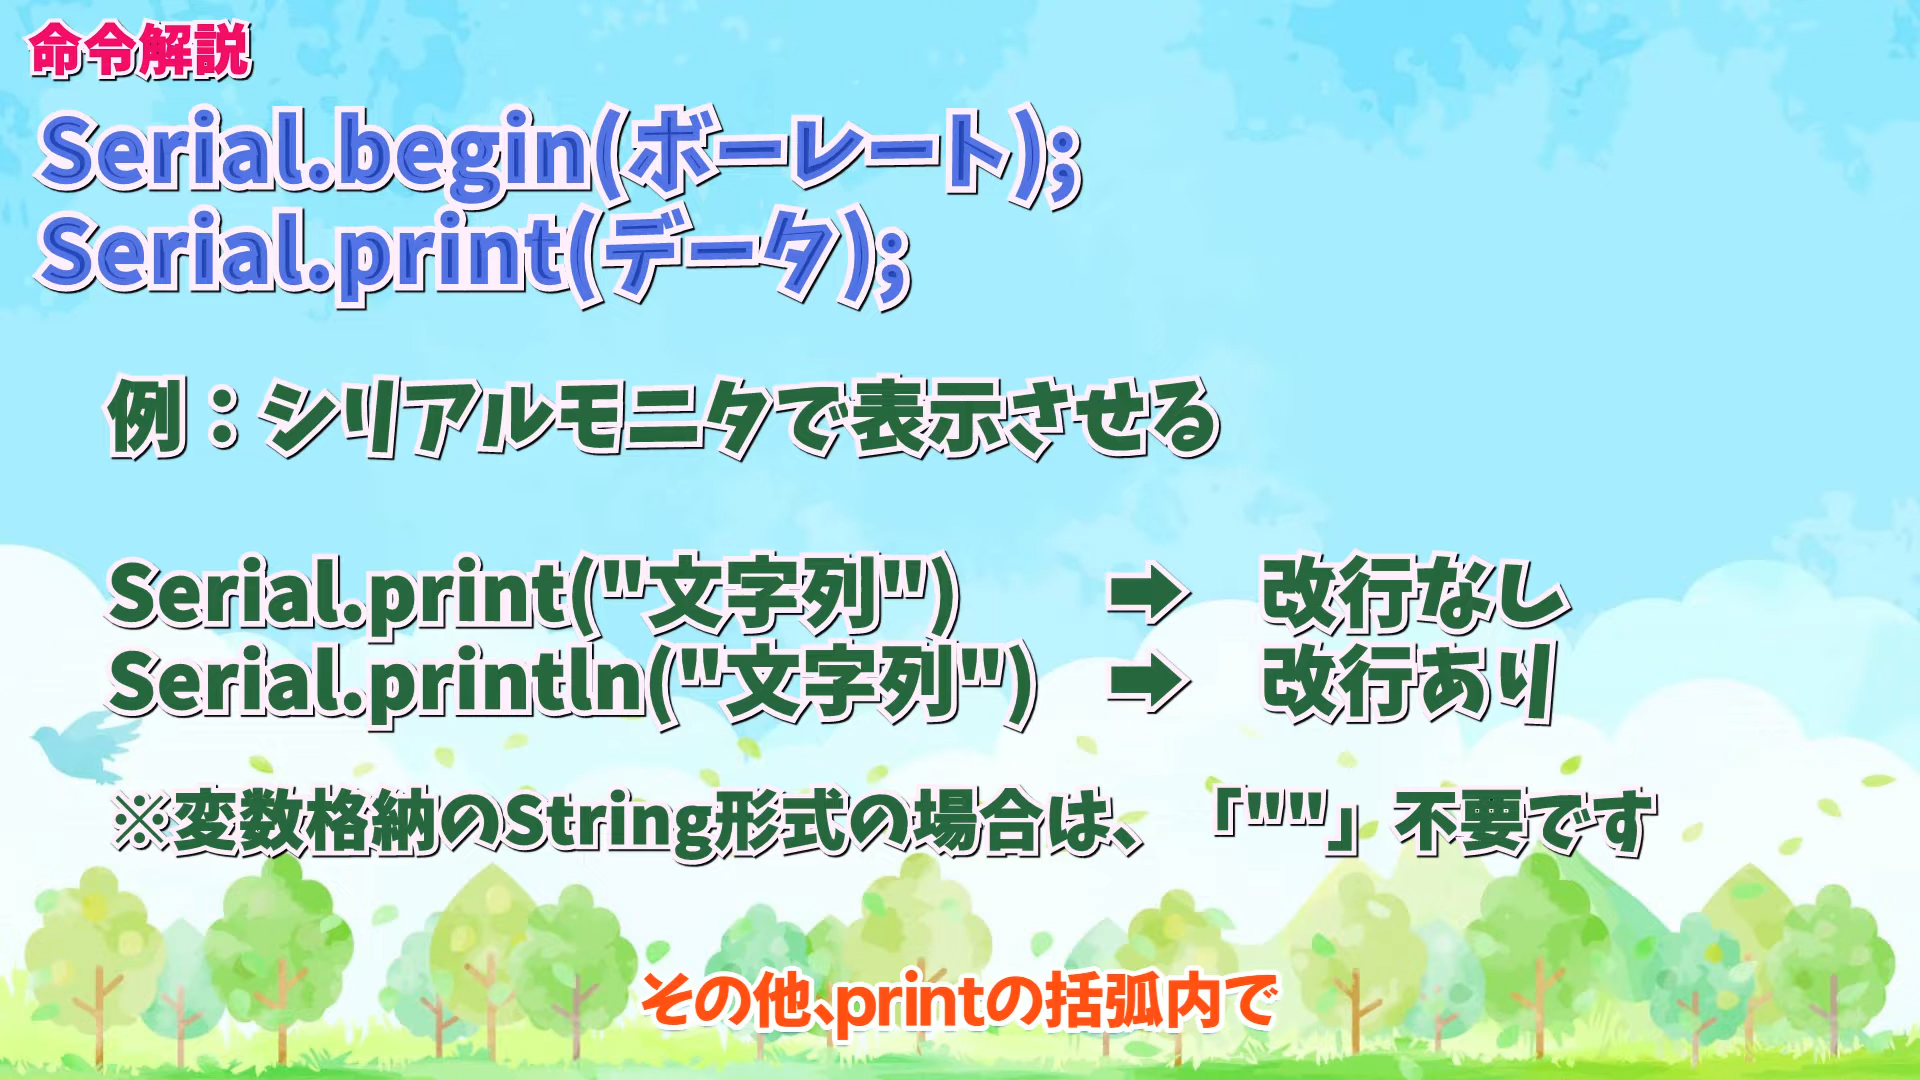 命令解説
Serial.begin(ボーレート);
Serial.print(データ);
例：シリアルモニタで表示させる
Serial.print("文字列") ➡ 改行なし
Serial.println("文字列") ➡ 改行あり
※変数格納のString形式の場合は、「""」不要です
その他、printの括弧内で